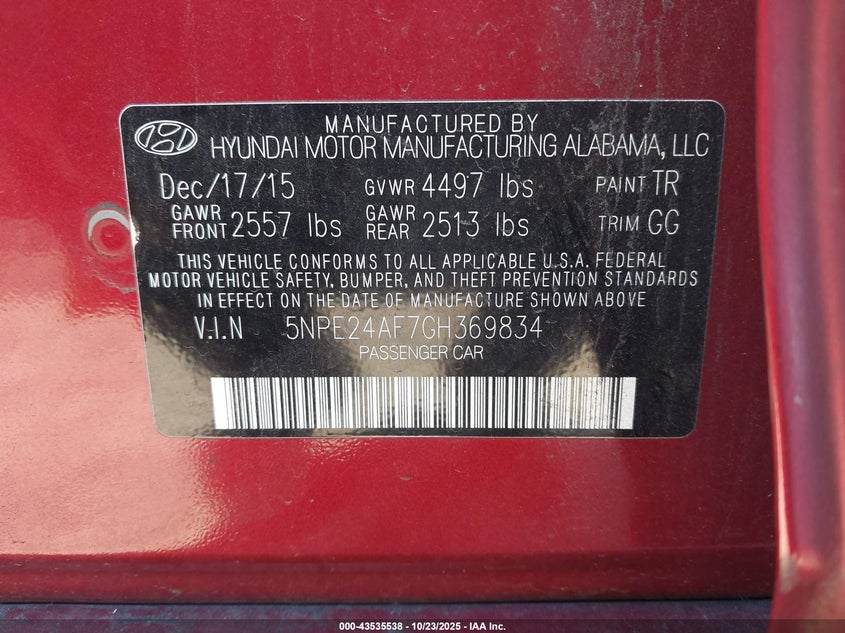 MANUFACTURED BY
HYUNDAI MOTOR MANUFACTURING ALABAMA, LLC
Dec/17/15 GVWR 4497 lbs PAINT TR
GAWR FRONT 2557 lbs GAWR REAR 2513 lbs TRIM GG
THIS VEHICLE CONFORMS TO ALL APPLICABLE U.S.A. FEDERAL
MOTOR VEHICLE SAFETY, BUMPER, AND THEFT PREVENTION STANDARDS
IN EFFECT ON THE DATE OF MANUFACTURE SHOWN ABOVE.
V.I.N 5NPE24AF7GH369834
PASSENGER CAR
000-43535538 - 10/23/2025 - IAA Inc.